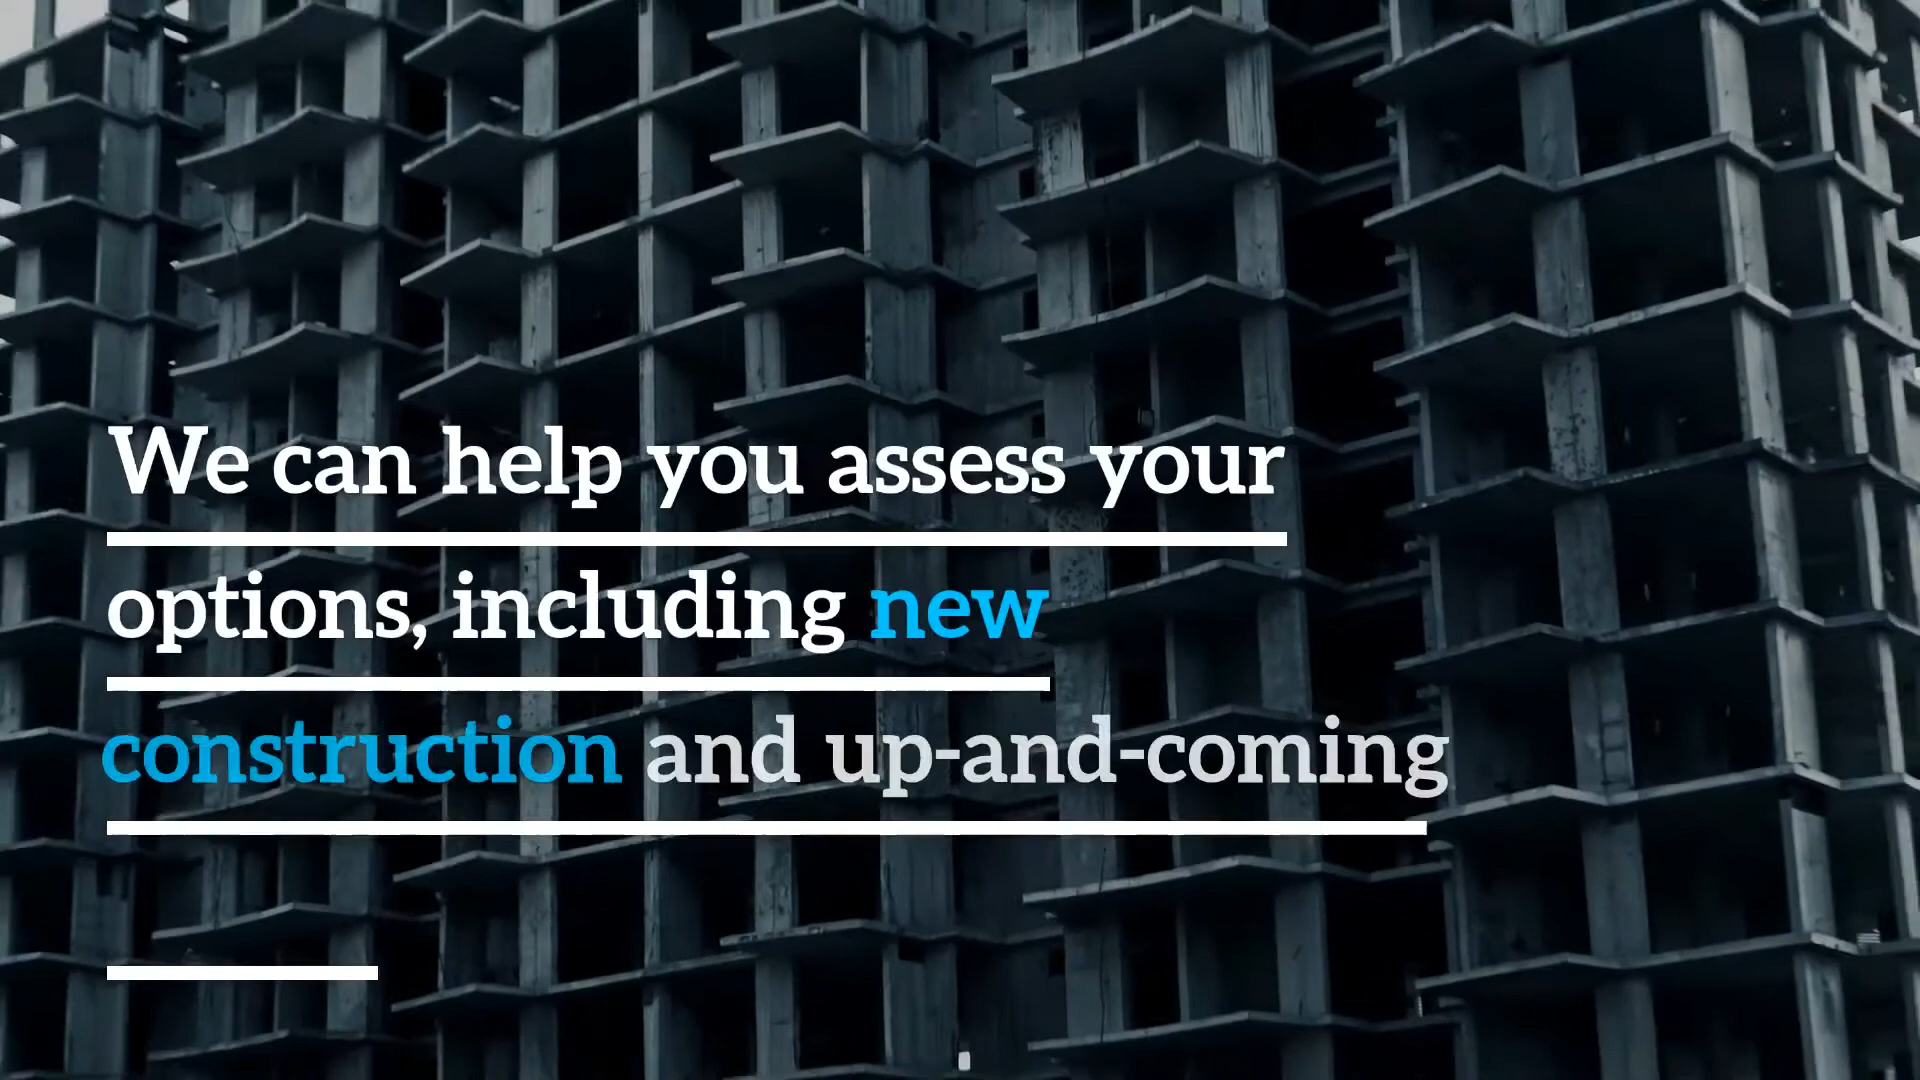 We can help you assess your
options, including new
construction and up-and-coming